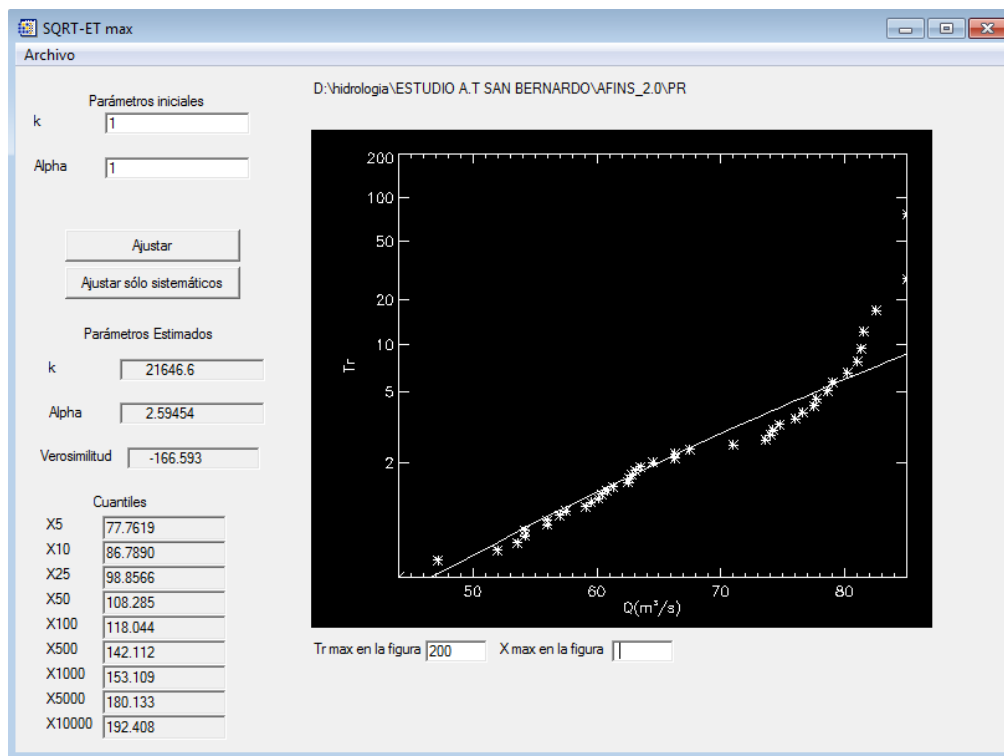 SQRT-ET max
Archivo
D:\hidrologia\ESTUDIO A.T SAN BERNARDO\AFINS_2.0\PR
Parámetros iniciales
k 1
Alpha 1
Ajustar
Ajustar sólo sistemáticos
Parámetros Estimados
k 21646.6
Alpha 2.59454
Verosimilitud -166.593
Cuantiles
X5 77.7619
X10 86.7890
X25 98.8566
X50 108.285
X100 118.044
X500 142.112
X1000 153.109
X5000 180.133
X10000 192.408
200
100
50
20
10
5
2
Tr
50 60 70 80
Q(m³/s)
Tr max en la figura 200 X max en la figura